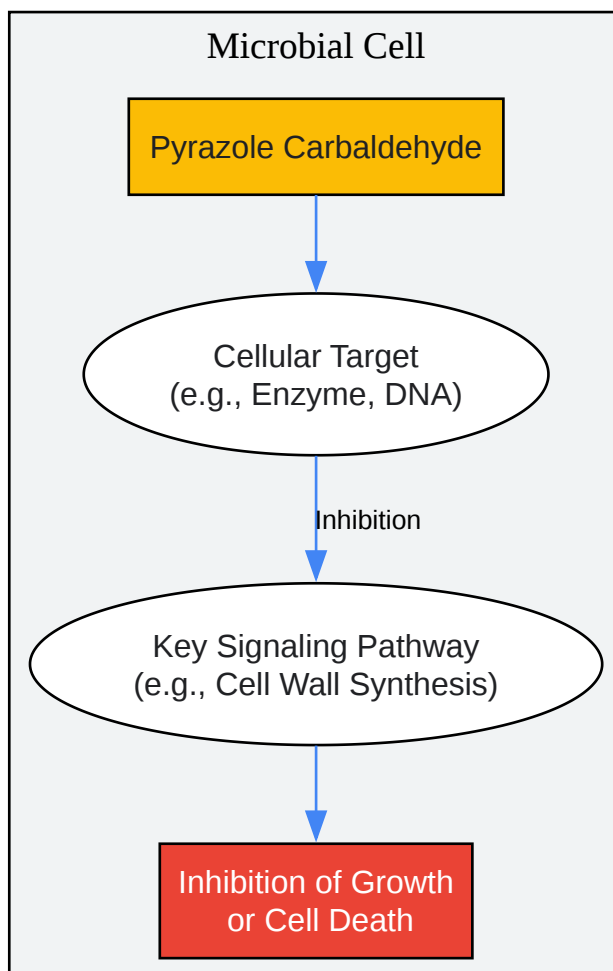 Microbial Cell
Pyrazole Carbaldehyde
Cellular Target
(e.g., Enzyme, DNA)
Inhibition
Key Signaling Pathway
(e.g., Cell Wall Synthesis)
Inhibition of Growth
or Cell Death